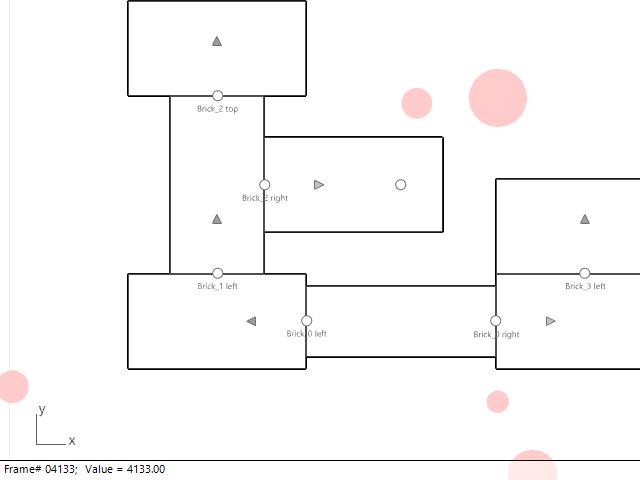 Brick_2 top
Brick_2 right
Brick_1 left
Brick_3 left
Brick_0 left
Brick_0 right
y
x
Frame# 04133;  Value = 4133.00